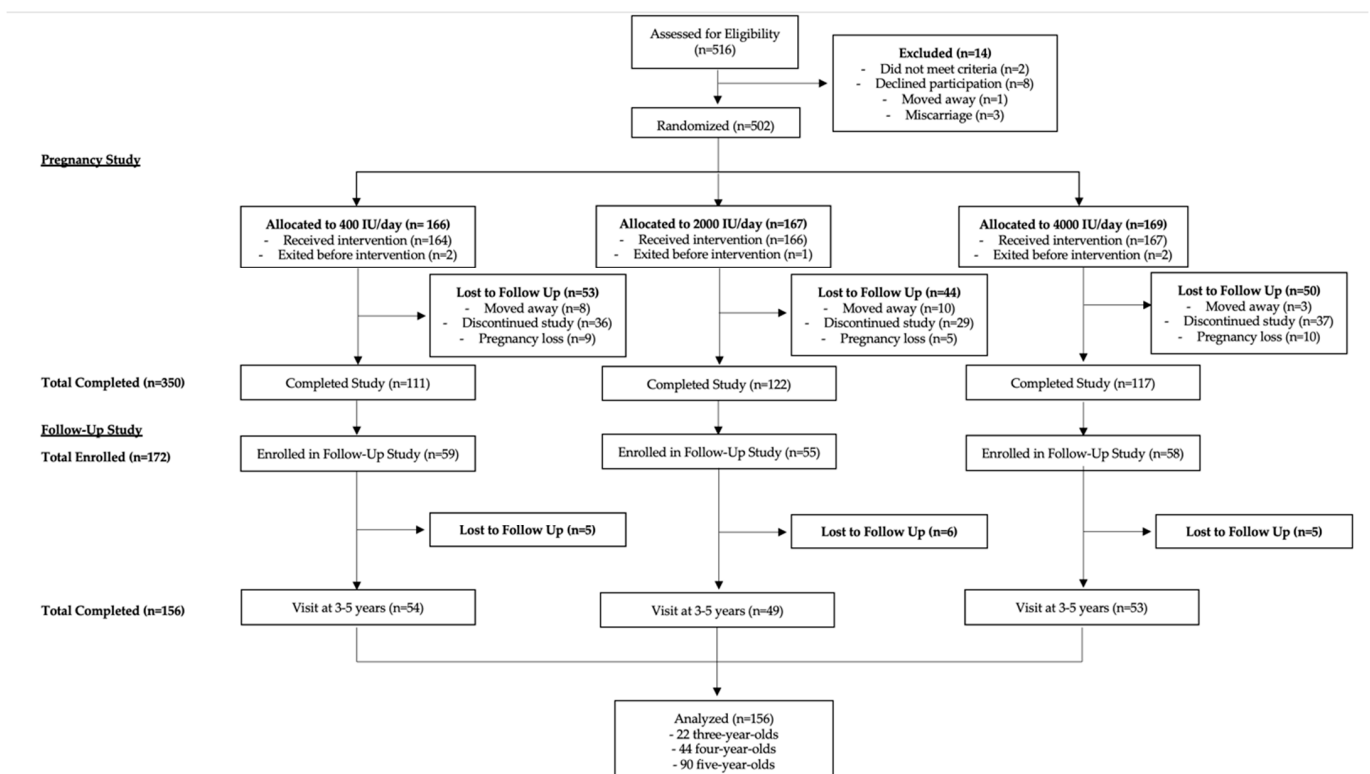 Assessed for Eligibility
(n=516)
Excluded (n=14)
- Did not meet criteria (n=2)
- Declined participation (n=8)
- Moved away (n=1)
- Miscarriage (n=3)
Randomized (n=502)
Pregnancy Study
Allocated to 400 IU/day (n= 166)
- Received intervention (n=164)
- Exited before intervention (n=2)
Allocated to 2000 IU/day (n=167)
- Received intervention (n=166)
- Exited before intervention (n=1)
Allocated to 4000 IU/day (n=169)
- Received intervention (n=167)
- Exited before intervention (n=2)
Lost to Follow Up (n=53)
- Moved away (n=8)
- Discontinued study (n=36)
- Pregnancy loss (n=9)
Lost to Follow Up (n=44)
- Moved away (n=10)
- Discontinued study (n=29)
- Pregnancy loss (n=5)
Lost to Follow Up (n=50)
- Moved away (n=3)
- Discontinued study (n=37)
- Pregnancy loss (n=10)
Total Completed (n=350)
Completed Study (n=111)
Completed Study (n=122)
Completed Study (n=117)
Follow-Up Study
Total Enrolled (n=172)
Enrolled in Follow-Up Study (n=59)
Enrolled in Follow-Up Study (n=55)
Enrolled in Follow-Up Study (n=58)
Lost to Follow Up (n=5)
Lost to Follow Up (n=6)
Lost to Follow Up (n=5)
Total Completed (n=156)
Visit at 3-5 years (n=54)
Visit at 3-5 years (n=49)
Visit at 3-5 years (n=53)
Analyzed (n=156)
- 22 three-year-olds
- 44 four-year-olds
- 90 five-year-olds